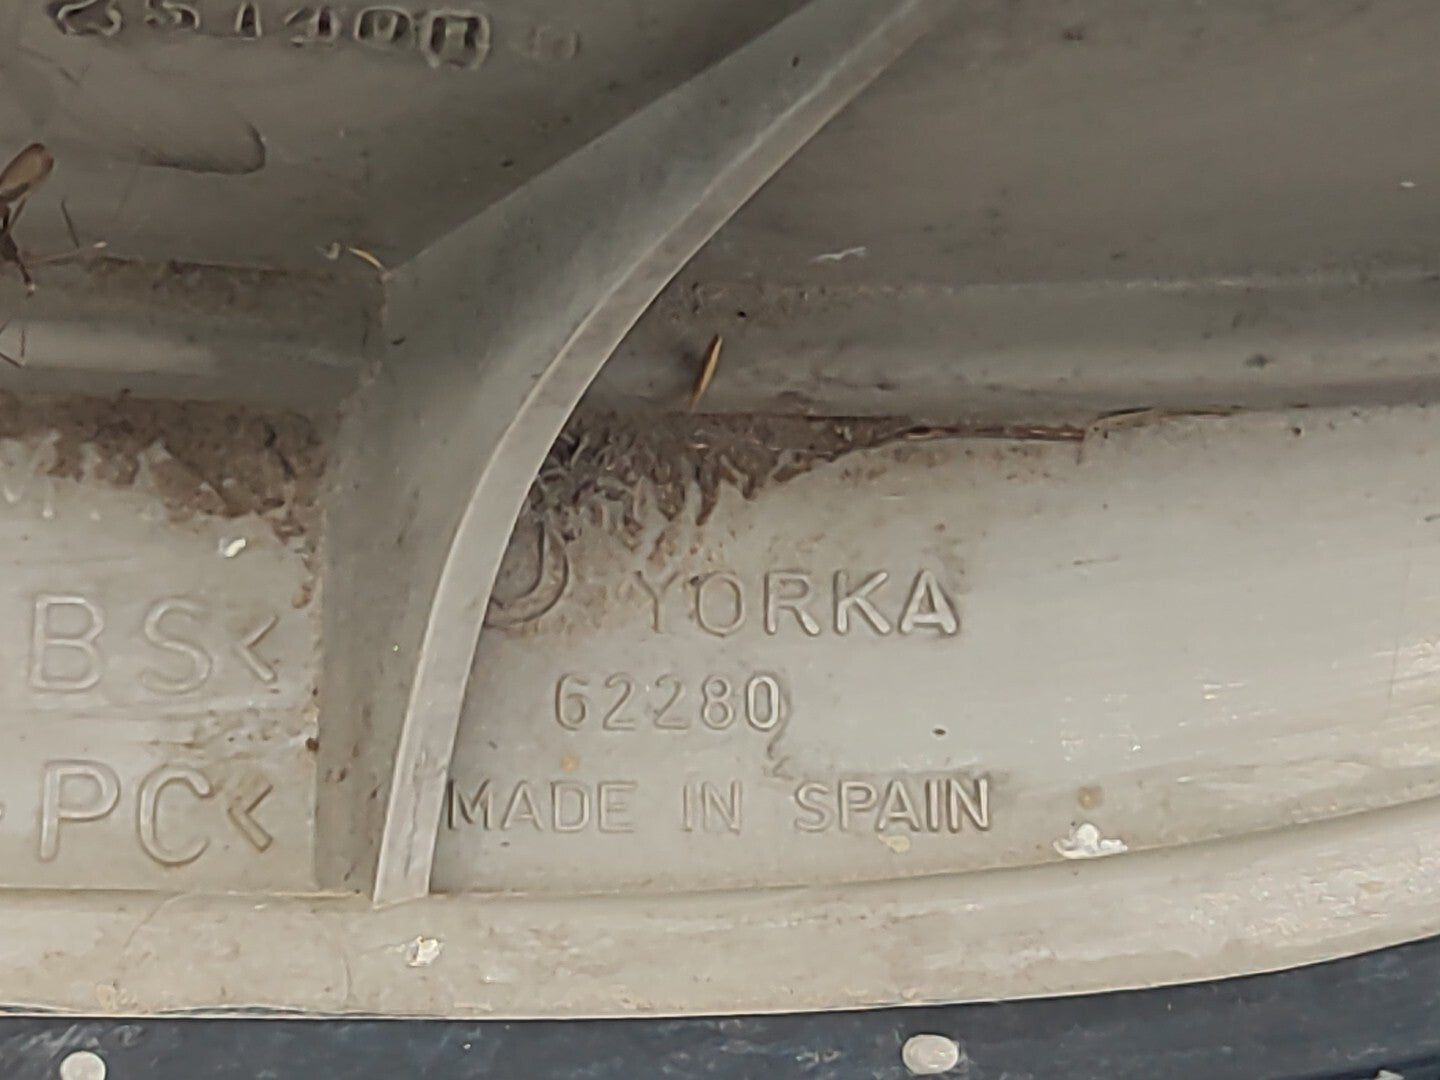 BS<
YORKA
62280
PC<
MADE IN SPAIN